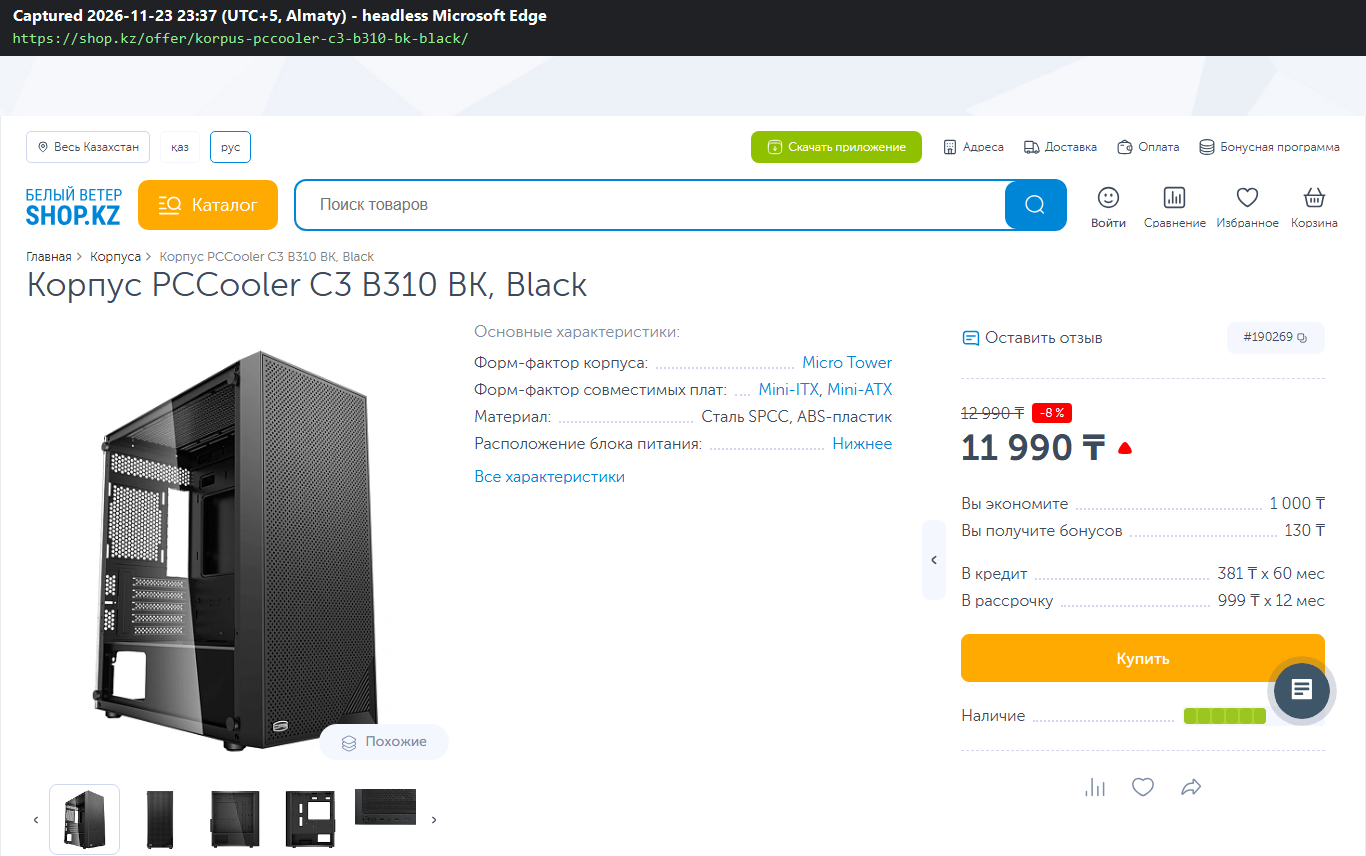 Captured 2026-11-23 23:37 (UTC+5, Almaty) - headless Microsoft Edge
https://shop.kz/offer/korpus-pccooler-c3-b310-bk-black/
Весь Казахстан қаз рус Скачать приложение Адреса Доставка Оплата Бонусная программа
БЕЛЫЙ ВЕТЕР
SHOP.KZ
Каталог
Поиск товаров
Войти Сравнение Избранное Корзина
Главная > Корпуса > Корпус PCCooler C3 B310 BK, Black
Корпус PCCooler C3 B310 BK, Black
Основные характеристики:
Форм-фактор корпуса: Micro Tower
Форм-фактор совместимых плат: Mini-ITX, Mini-ATX
Материал: Сталь SPCC, ABS-пластик
Расположение блока питания: Нижнее
Все характеристики
Оставить отзыв #190269
12 990 ₸ -8 %
11 990 ₸
Вы экономите 1 000 ₸
Вы получите бонусов 130 ₸
В кредит 381 ₸ x 60 мес
В рассрочку 999 ₸ x 12 мес
Купить
Наличие
Похожие